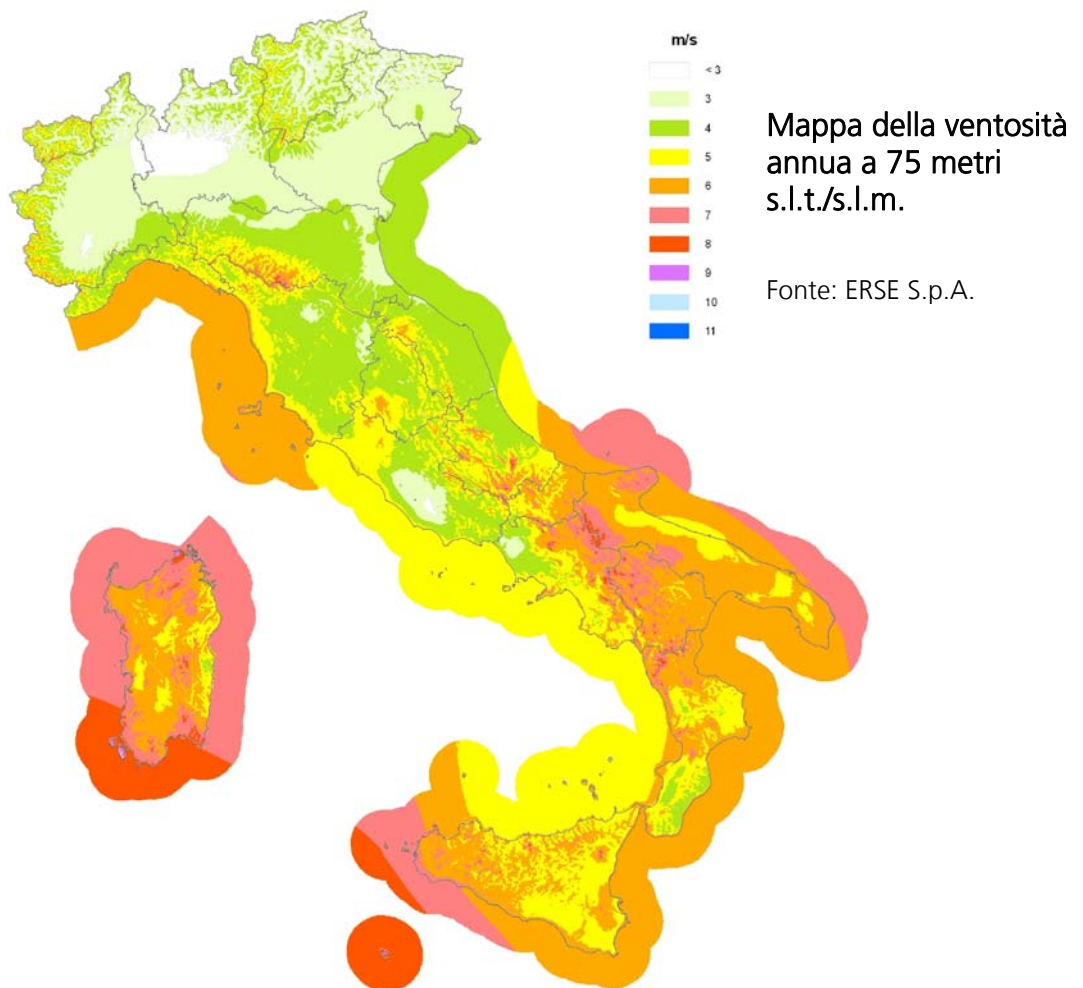 m/s
< 3
3
4
5
6
7
8
9
10
11
Mappa della ventosità
annua a 75 metri
s.l.t./s.l.m.
Fonte: ERSE S.p.A.